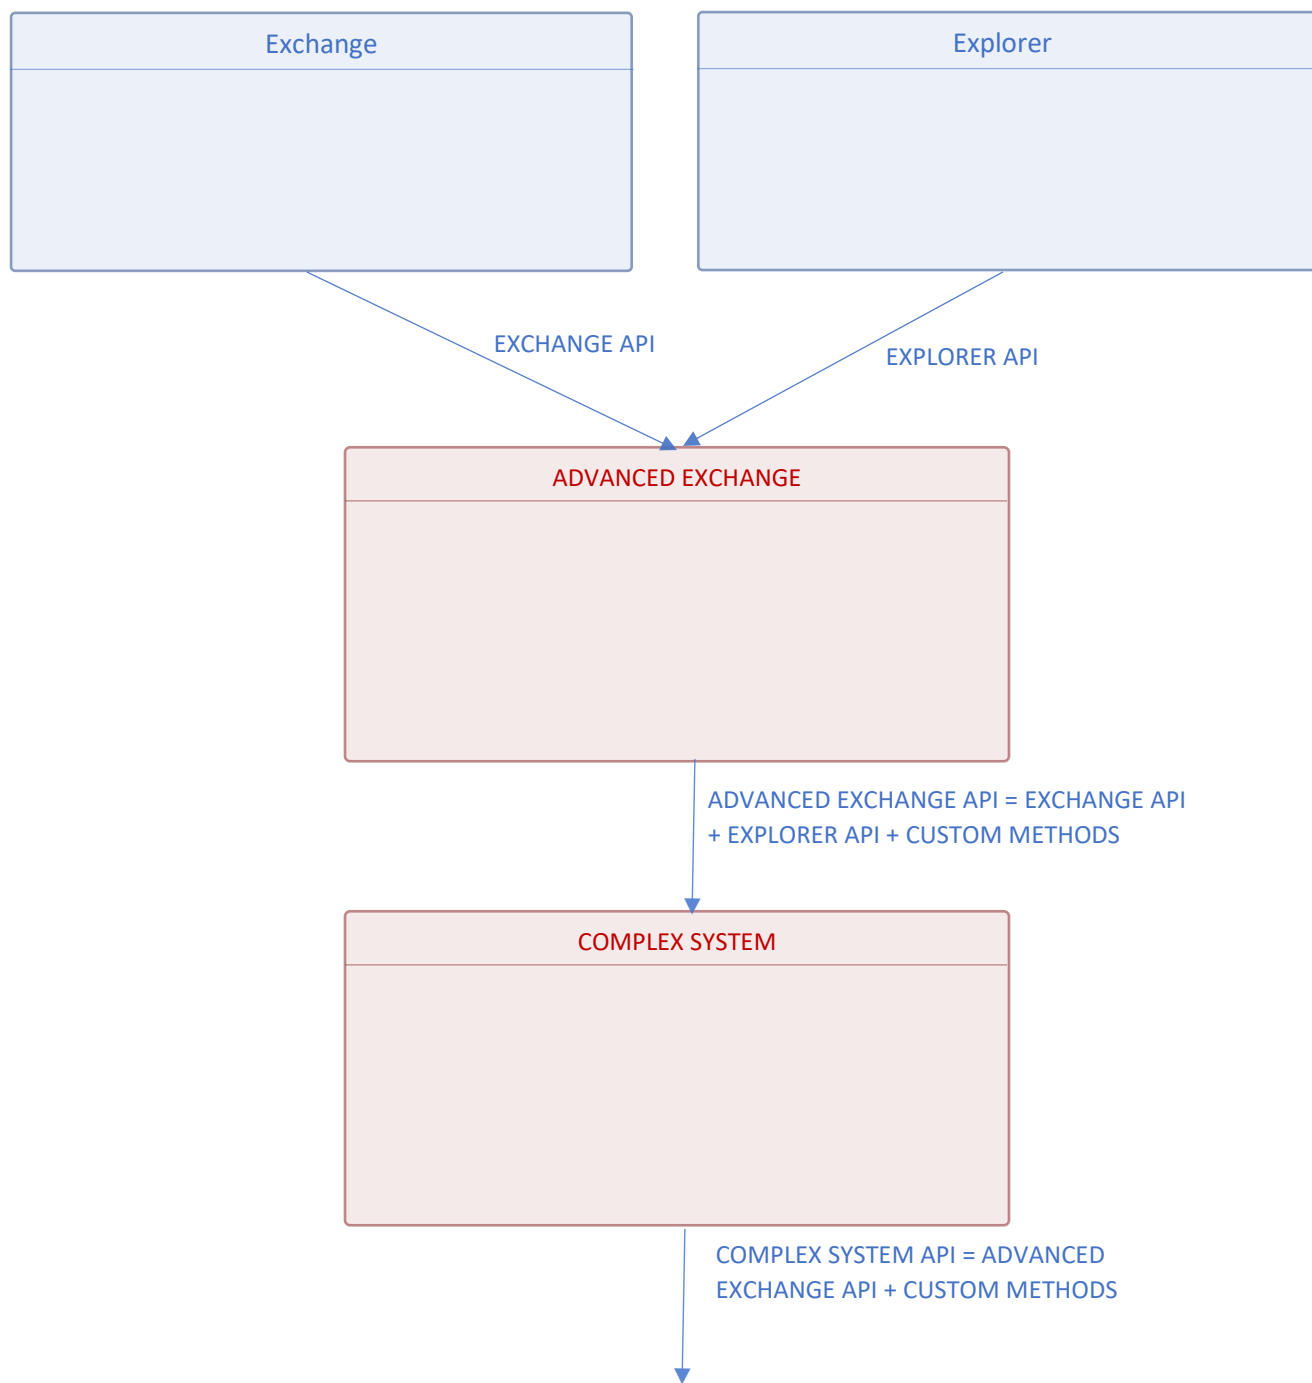 Exchange
Explorer
EXCHANGE API
EXPLORER API
ADVANCED EXCHANGE
ADVANCED EXCHANGE API = EXCHANGE API
+ EXPLORER API + CUSTOM METHODS
COMPLEX SYSTEM
COMPLEX SYSTEM API = ADVANCED
EXCHANGE API + CUSTOM METHODS